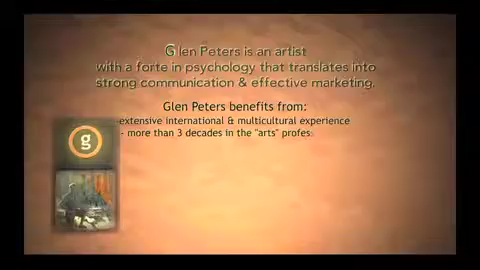 Glen Peters is an artist
with a forte in psychology that translates into
strong communication & effective marketing.
Glen Peters benefits from:
-extensive international & multicultural experience
- more than 3 decades in the "arts" profes
g